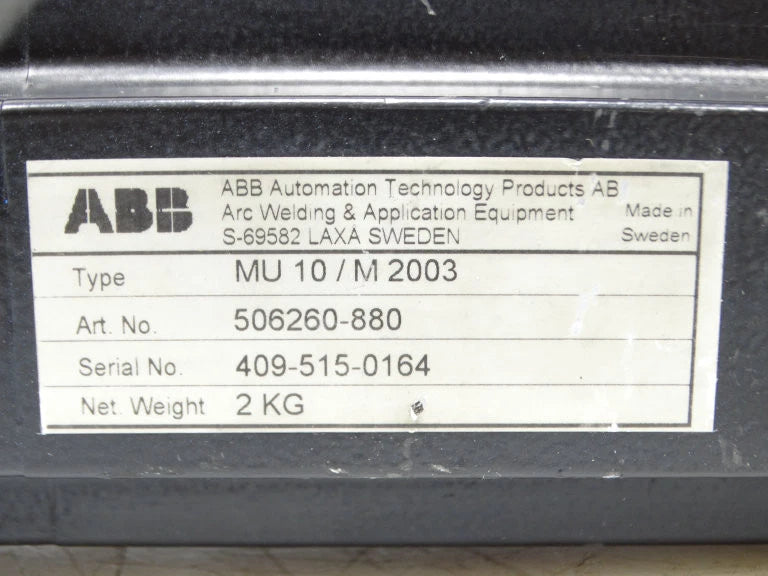 ABB
ABB Automation Technology Products AB
Arc Welding & Application Equipment
S-69582 LAXÅ SWEDEN
Made in
Sweden
Type MU 10 / M 2003
Art. No. 506260-880
Serial No. 409-515-0164
Net. Weight 2 KG